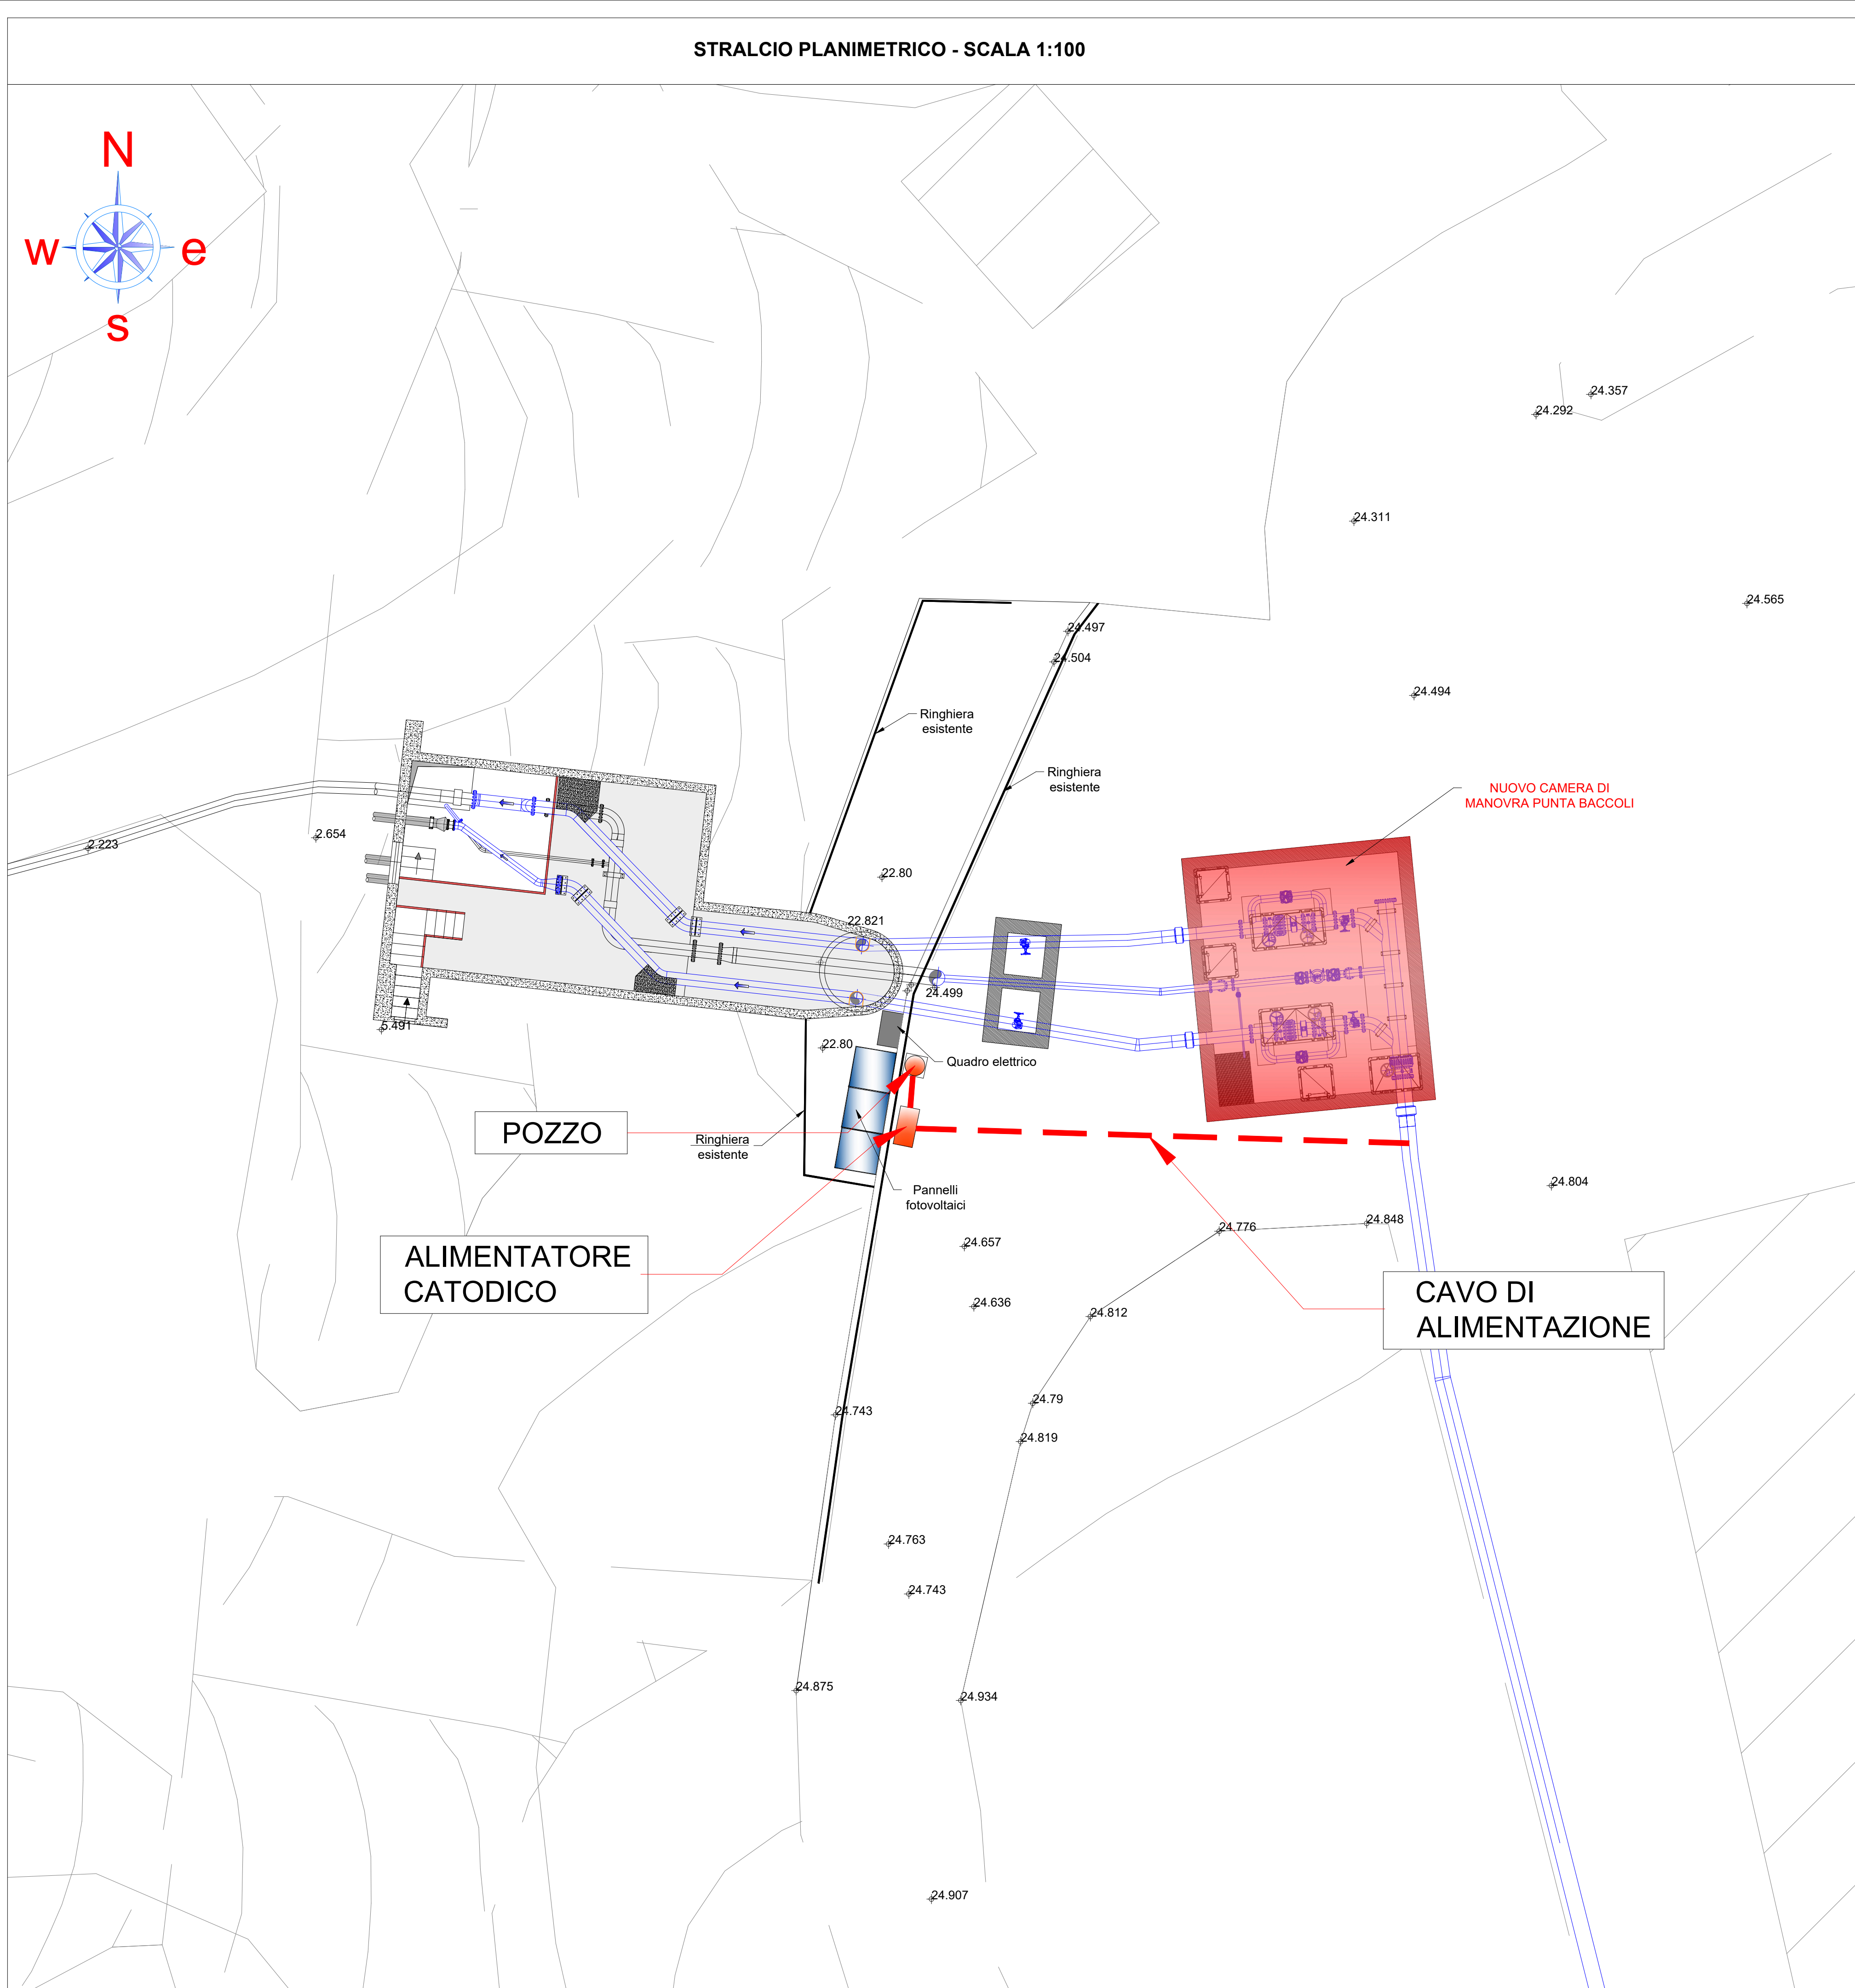 STRALCIO PLANIMETRICO - SCALA 1:100
N
w
e
s
24.357
24.292
24.311
24.565
24.497
24.504
24.494
Ringhiera
esistente
Ringhiera
esistente
NUOVO CAMERA DI
MANOVRA PUNTA BACCOLI
2.654
2.223
22.80
22.821
24.499
5.491
22.80
Quadro elettrico
POZZO
Ringhiera
esistente
Pannelli
fotovoltaici
24.804
24.848
24.776
24.657
ALIMENTATORE
CATODICO
24.636
24.812
CAVO DI
ALIMENTAZIONE
24.79
24.743
24.819
24.763
24.743
24.875
24.934
24.907